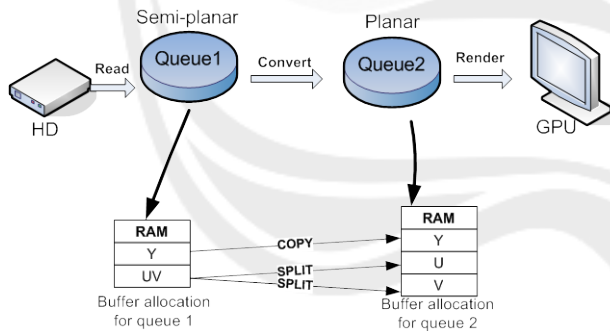 Semi-planar
Planar
Queue1
Queue2
Read
Convert
Render
HD
GPU
RAM
Y
UV
COPY
SPLIT
SPLIT
RAM
Y
U
V
Buffer allocation
for queue 1
Buffer allocation
for queue 2